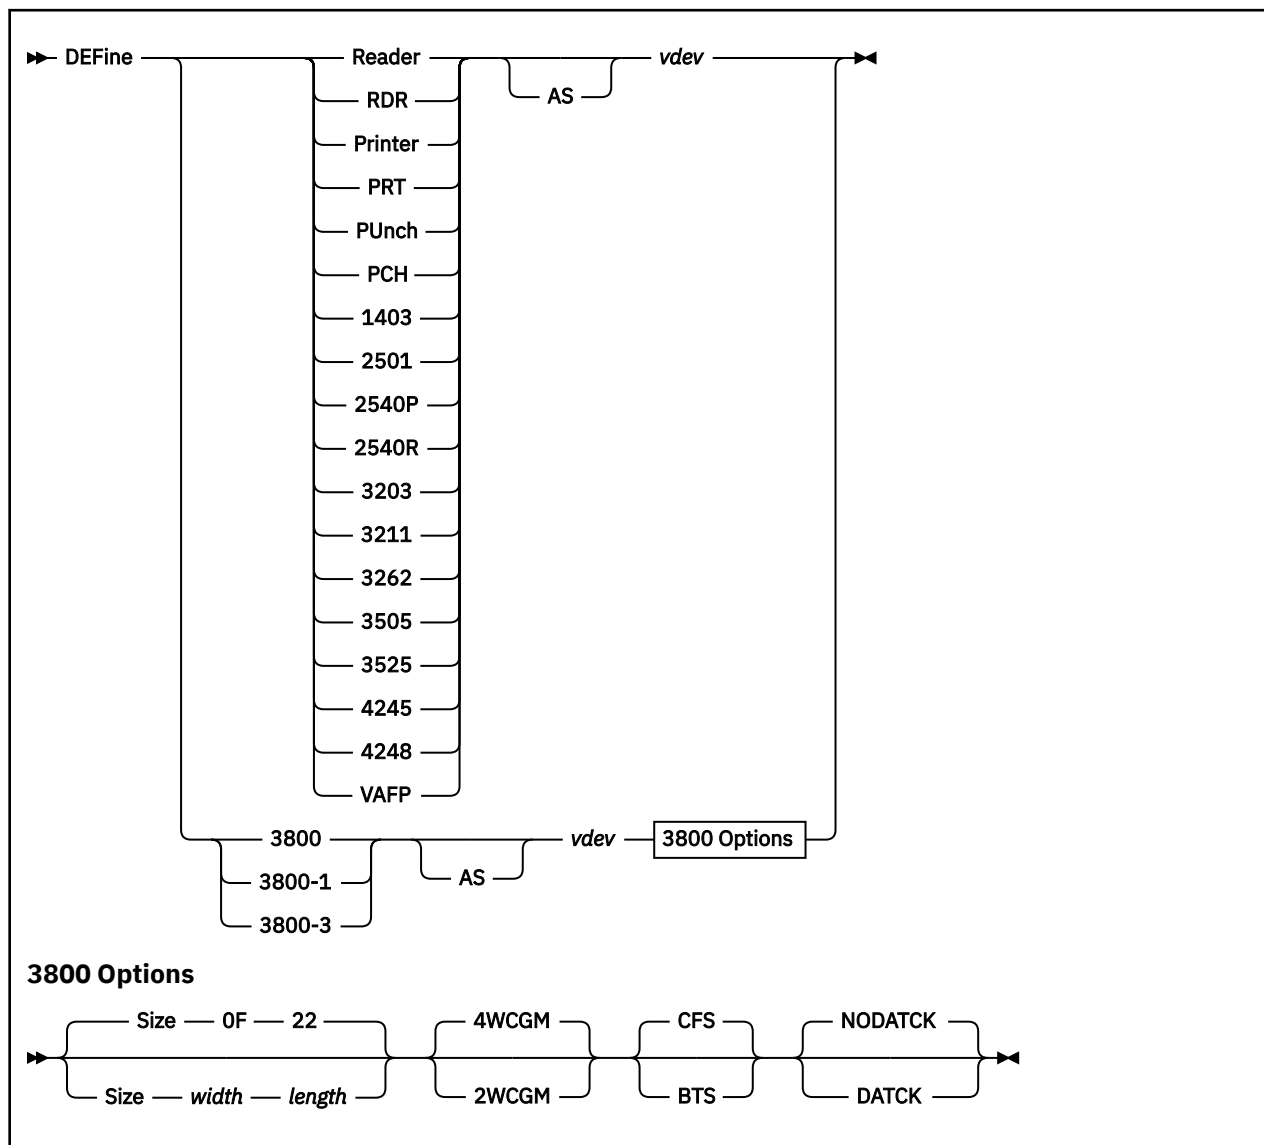 DEFine Reader vdev
AS
RDR
Printer
PRT
PUnch
PCH
1403
2501
2540P
2540R
3203
3211
3262
3505
3525
4245
4248
VAFP
3800 vdev 3800 Options
AS
3800-1
3800-3
3800 Options
Size 0F 22 4WCGM CFS NODATCK
Size width length 2WCGM BTS DATCK